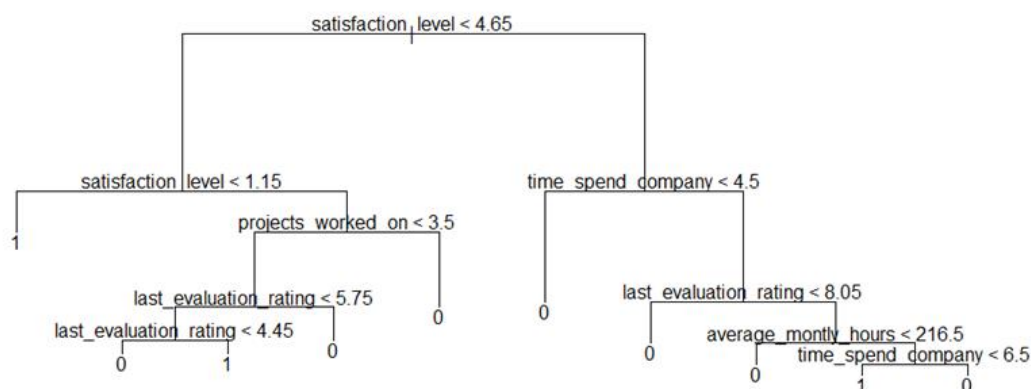 satisfaction_level < 4.65
satisfaction_level < 1.15
time_spend_company < 4.5
projects_worked_on < 3.5
1
last_evaluation_rating < 5.75
last_evaluation_rating < 8.05
0
0
last_evaluation_rating < 4.45
average_montly_hours < 216.5
0
1
0
0
time_spend_company < 6.5
0
1
0